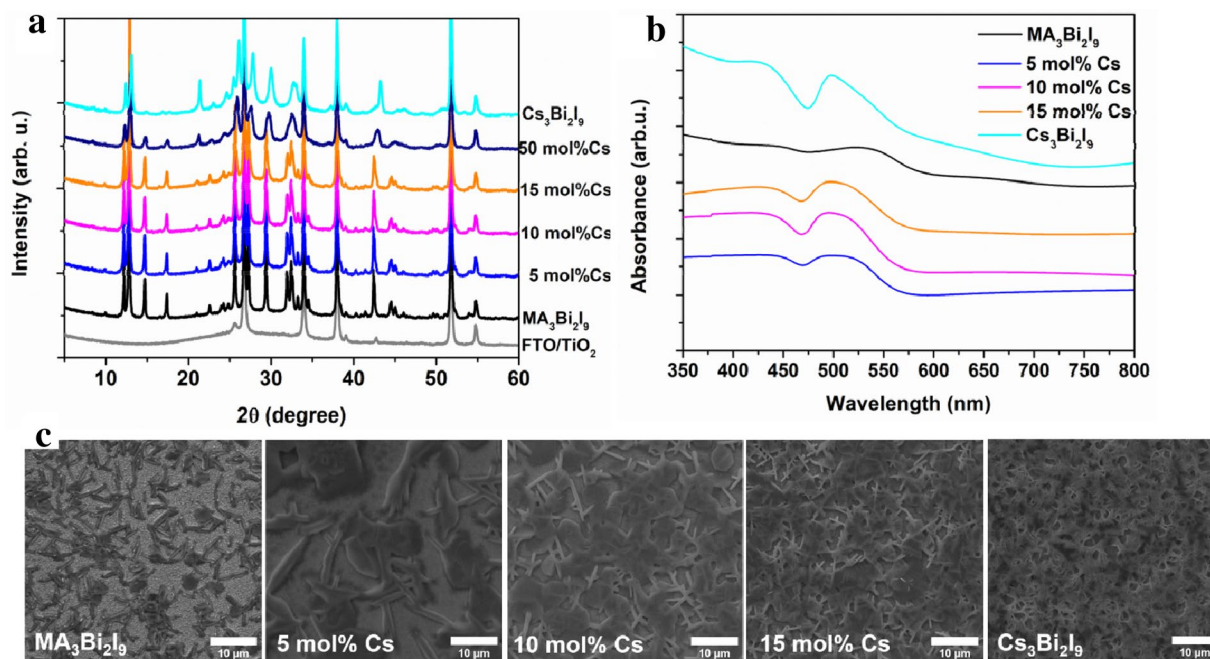 a
Intensity (arb. u.)
Cs₃Bi₂I₉
50 mol%Cs
15 mol%Cs
10 mol%Cs
5 mol%Cs
MA₃Bi₂I₉
FTO/TiO₂
10 20 30 40 50 60
2θ (degree)
b
Absorbance (arb.u.)
MA₃Bi₂I₉
5 mol% Cs
10 mol% Cs
15 mol% Cs
Cs₃Bi₂I₉
350 400 450 500 550 600 650 700 750 800
Wavelength (nm)
c
MA₃Bi₂I₉ 10 µm
5 mol% Cs 10 µm
10 mol% Cs 10 µm
15 mol% Cs 10 µm
Cs₃Bi₂I₉ 10 µm